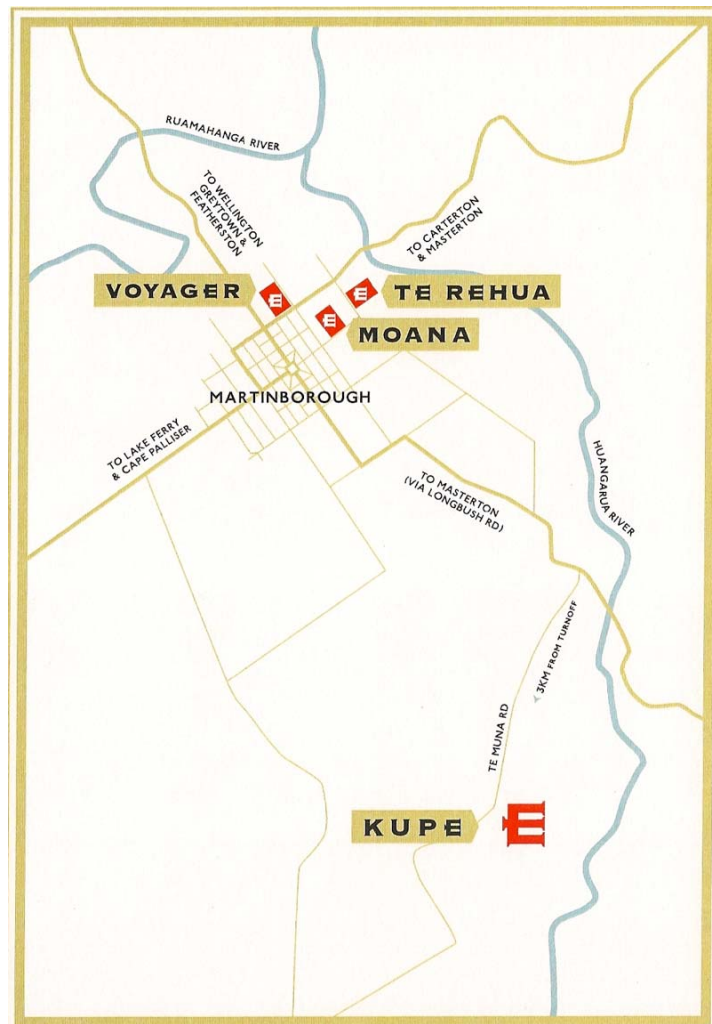 RUAMAHANGA RIVER
TO WELLINGTON
GREYTOWN &
FEATHERSTON
TO CARTERTON
& MASTERTON
VOYAGER
TE REHUA
MOANA
MARTINBOROUGH
TO LAKE FERRY
& CAPE PALLISER
TO MASTERTON
(VIA LONGBUSH RD)
HUANGARUA RIVER
3KM FROM TURNOFF
TE MUNA RD
KUPE